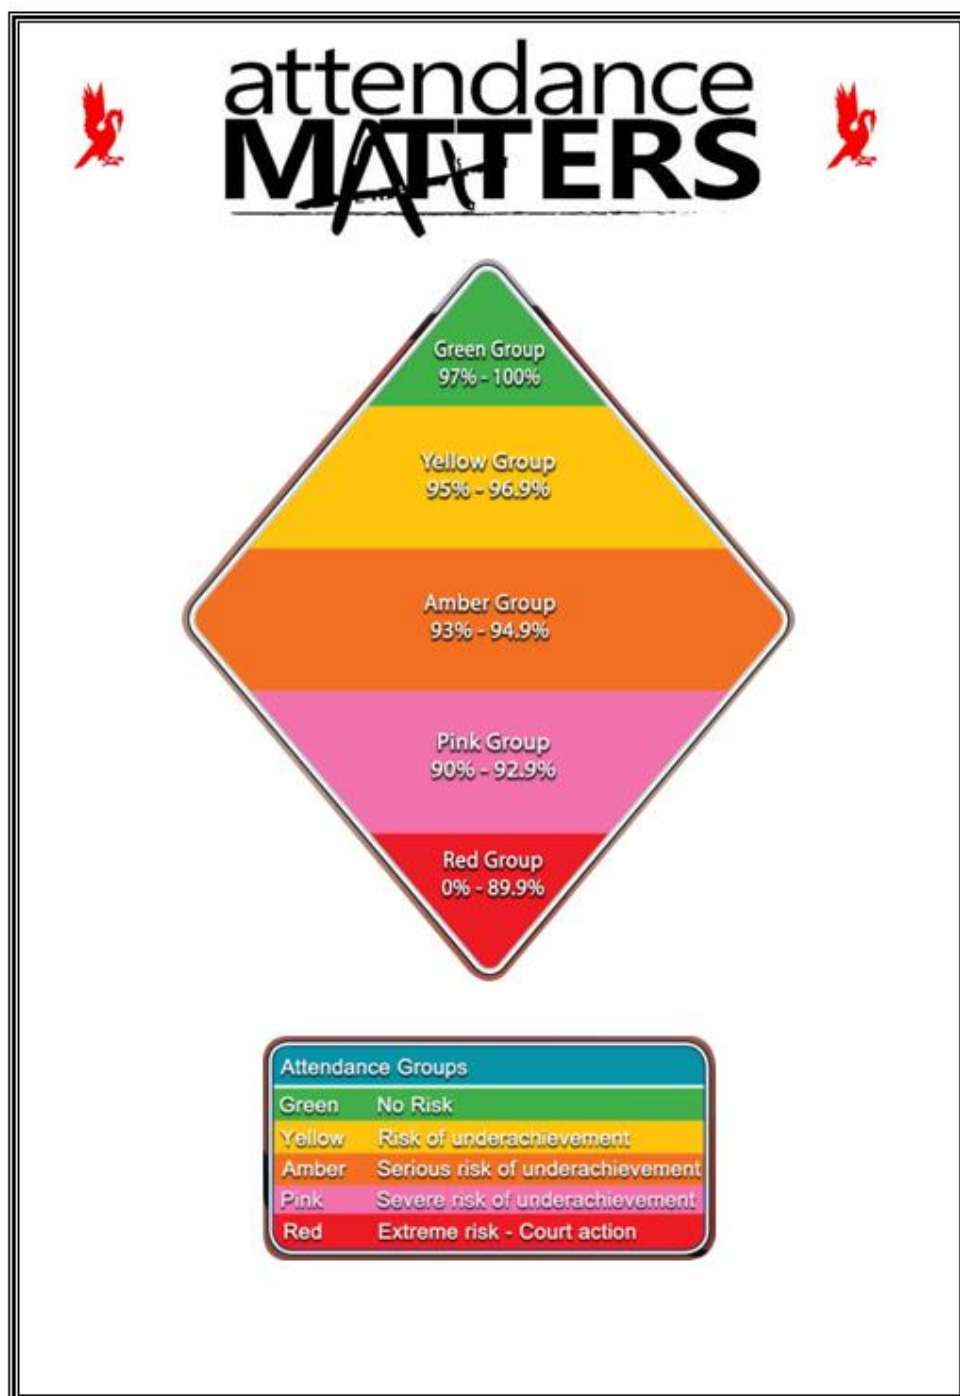 attendance
MATTERS
Green Group
97% - 100%
Yellow Group
95% - 96.9%
Amber Group
93% - 94.9%
Pink Group
90% - 92.9%
Red Group
0% - 89.9%
Attendance Groups
Green No Risk
Yellow Risk of underachievement
Amber Serious risk of underachievement
Pink Severe risk of underachievement
Red Extreme risk - Court action